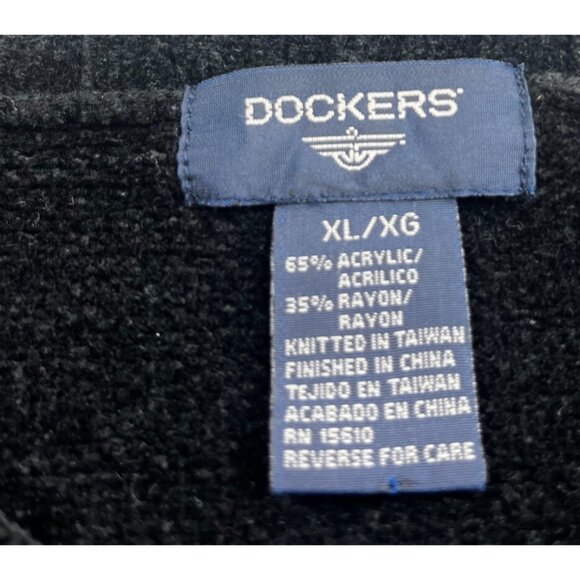 DOCKERS
XL/XG
65% ACRYLIC/
ACRILICO
35% RAYON/
RAYON
KNITTED IN TAIWAN
FINISHED IN CHINA
TEJIDO EN TAIWAN
ACABADO EN CHINA
RN 15610
REVERSE FOR CARE